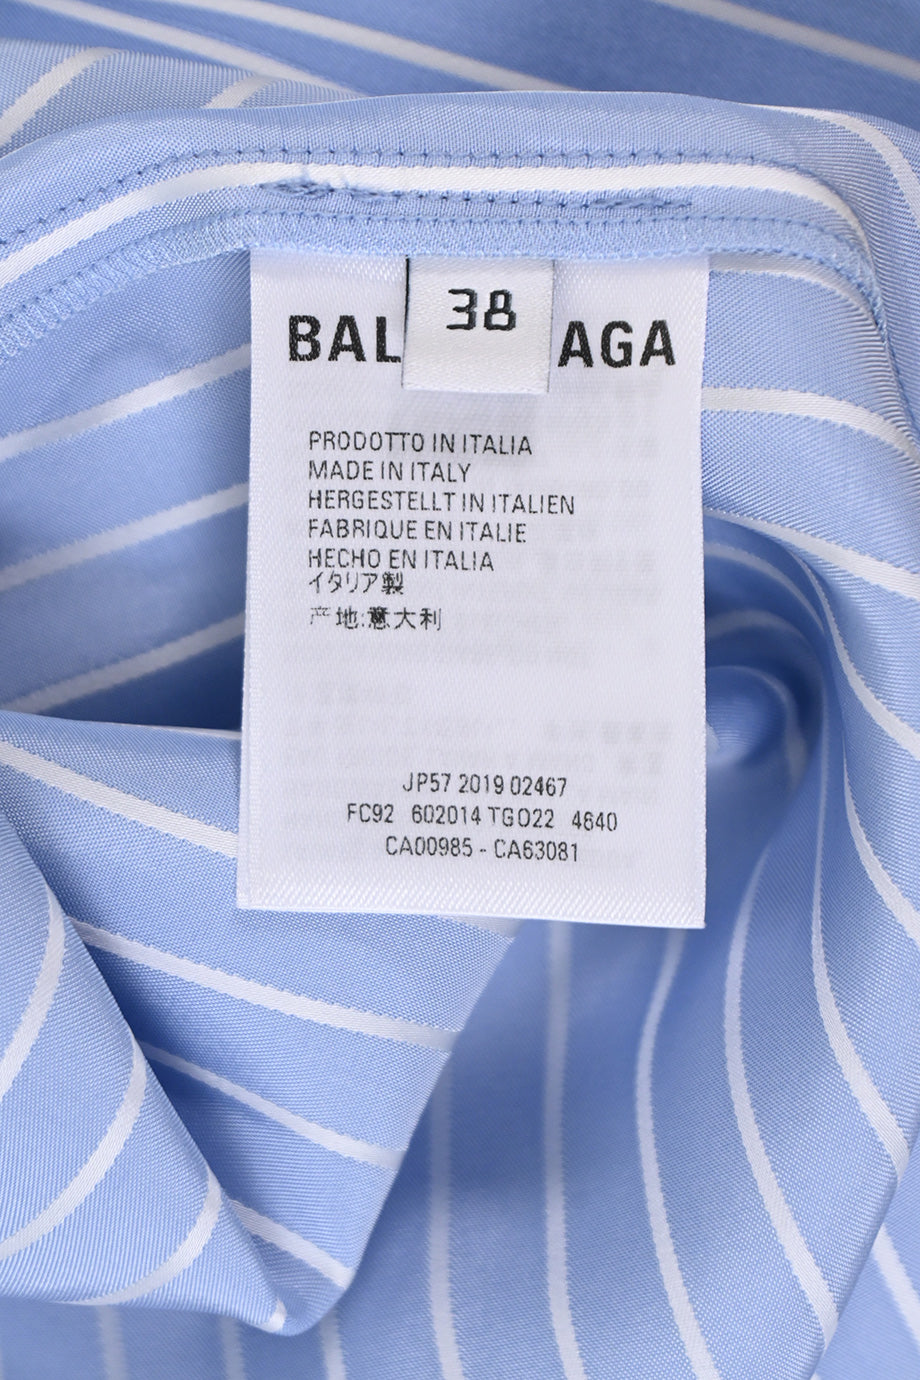 38
BAL AGA
PRODOTTO IN ITALIA
MADE IN ITALY
HERGESTELLT IN ITALIEN
FABRIQUE EN ITALIE
HECHO EN ITALIA
イタリア製
产地:意大利
JP57 2019 02467
FC92 602014 TGO22 4640
CA00985 - CA63081